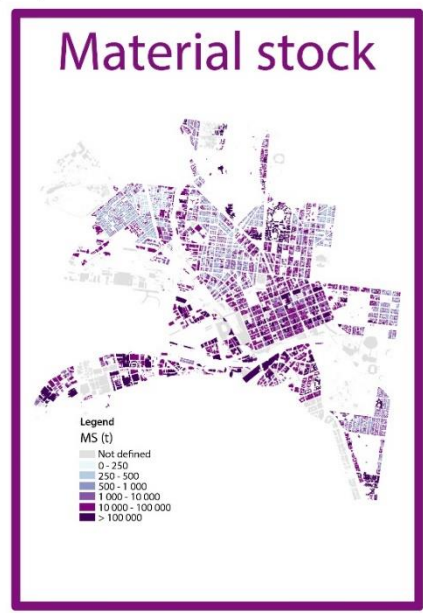 Material stock
Legend
MS (t)
Not defined
0 - 250
250 - 500
500 - 1 000
1 000 - 10 000
10 000 - 100 000
> 100 000